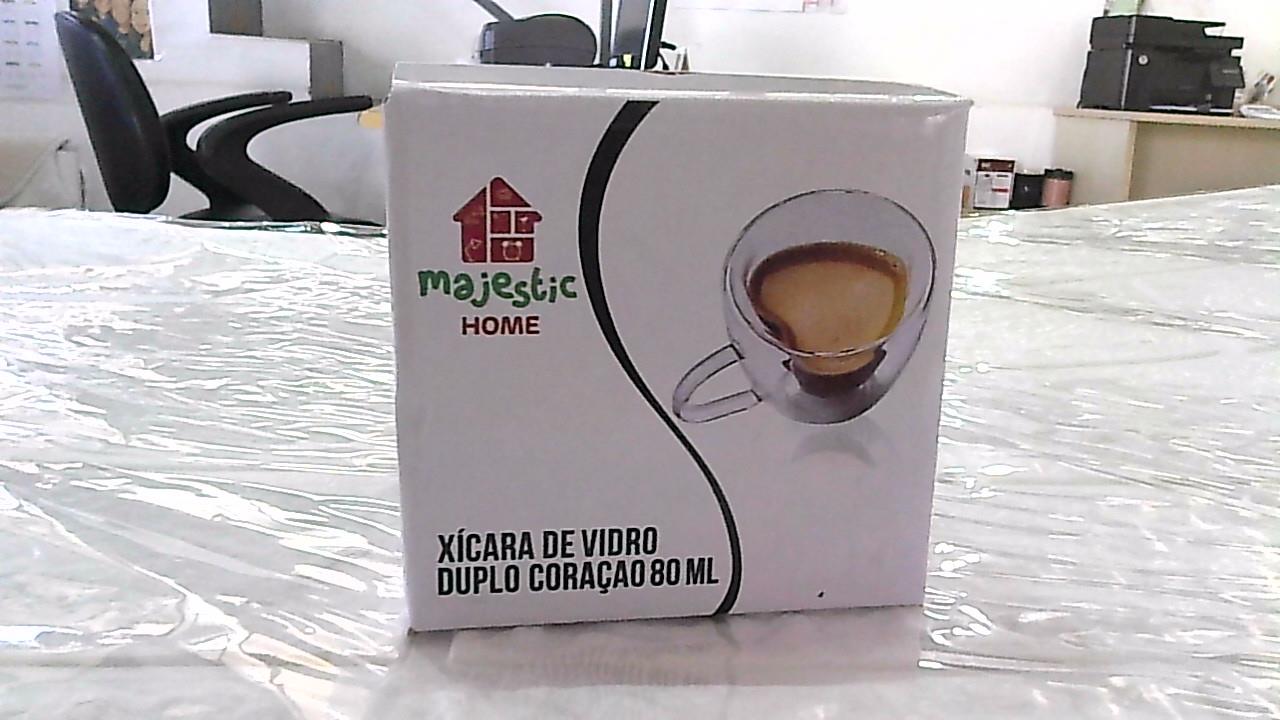 majestic
HOME
XÍCARA DE VIDRO
DUPLO CORAÇAO 80 ML